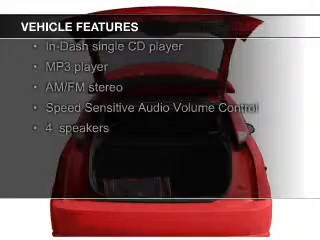 VEHICLE FEATURES
• In-Dash single CD player
• MP3 player
• AM/FM stereo
• Speed Sensitive Audio Volume Control
• 4 speakers